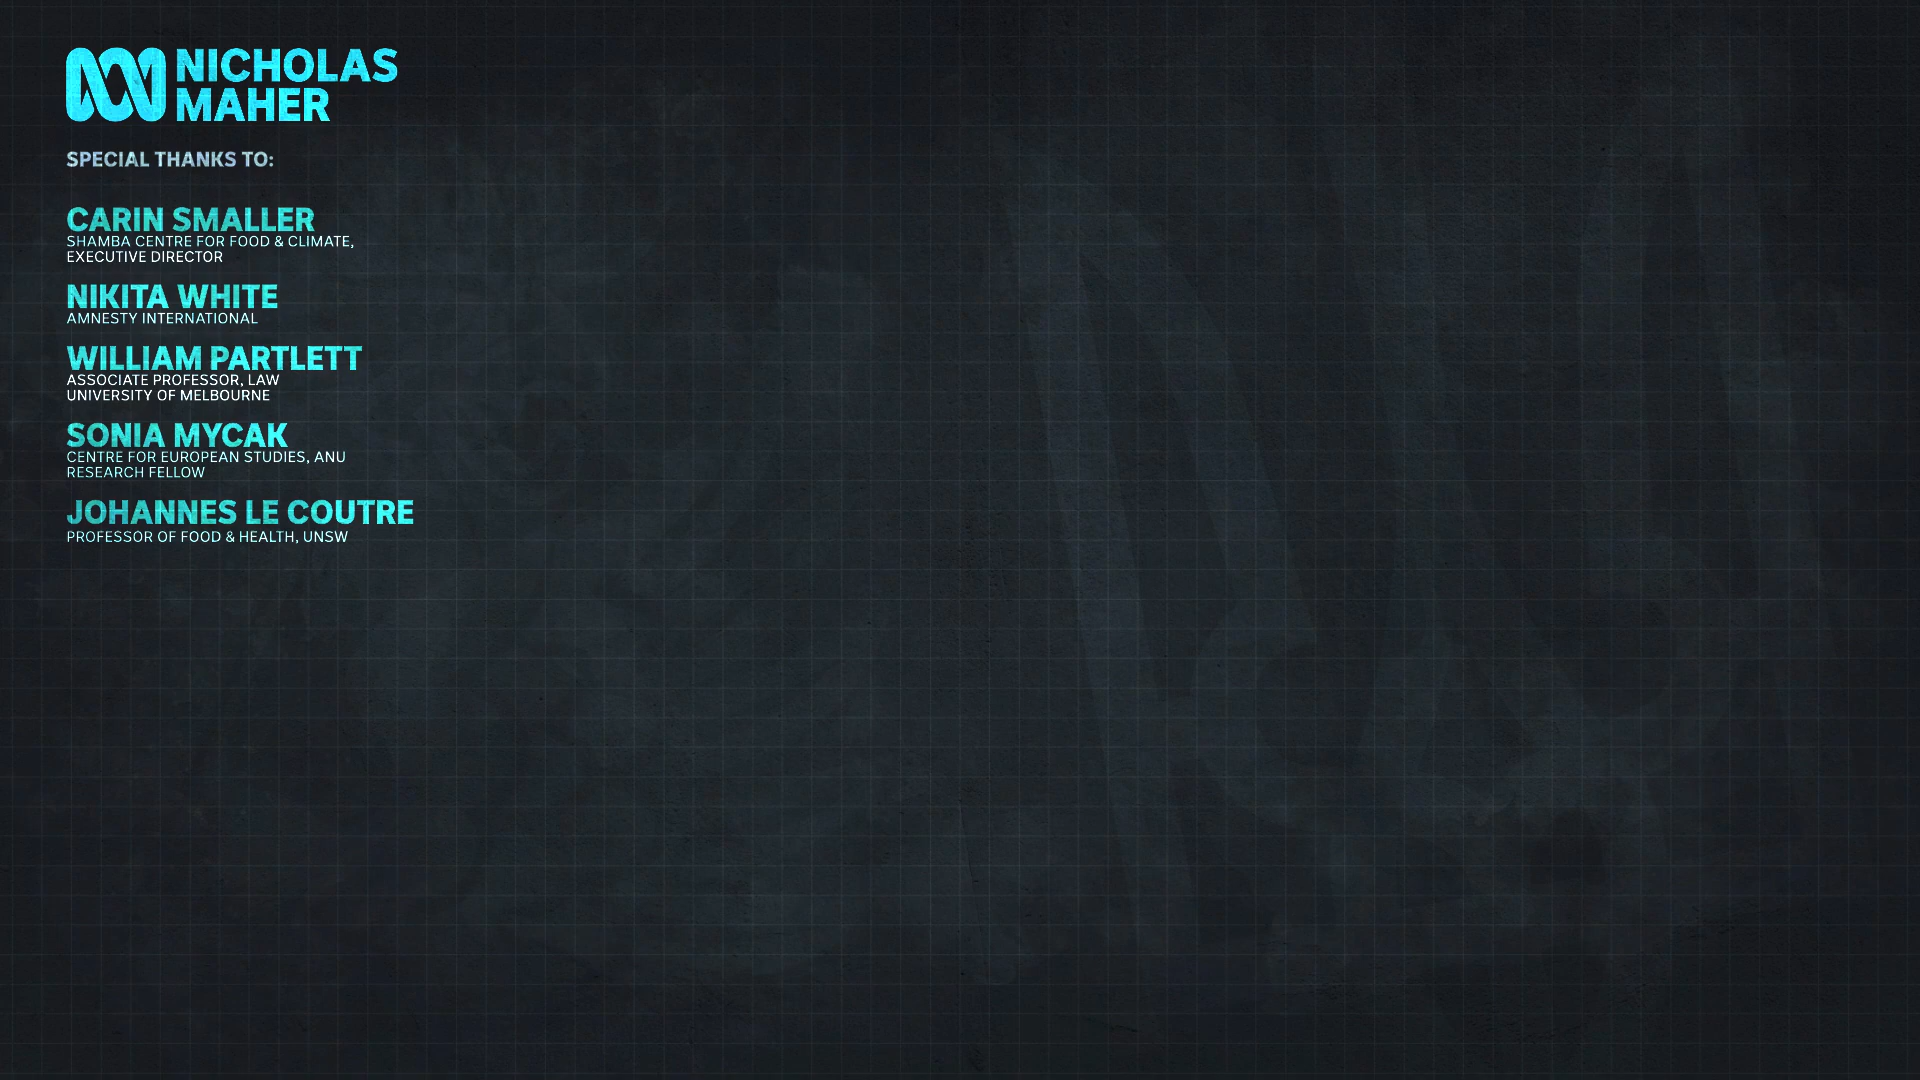 NICHOLAS
MAHER
SPECIAL THANKS TO:
CARIN SMALLER
SHAMBA CENTRE FOR FOOD & CLIMATE,
EXECUTIVE DIRECTOR
NIKITA WHITE
AMNESTY INTERNATIONAL
WILLIAM PARTLETT
ASSOCIATE PROFESSOR, LAW
UNIVERSITY OF MELBOURNE
SONIA MYCAK
CENTRE FOR EUROPEAN STUDIES, ANU
RESEARCH FELLOW
JOHANNES LE COUTRE
PROFESSOR OF FOOD & HEALTH, UNSW